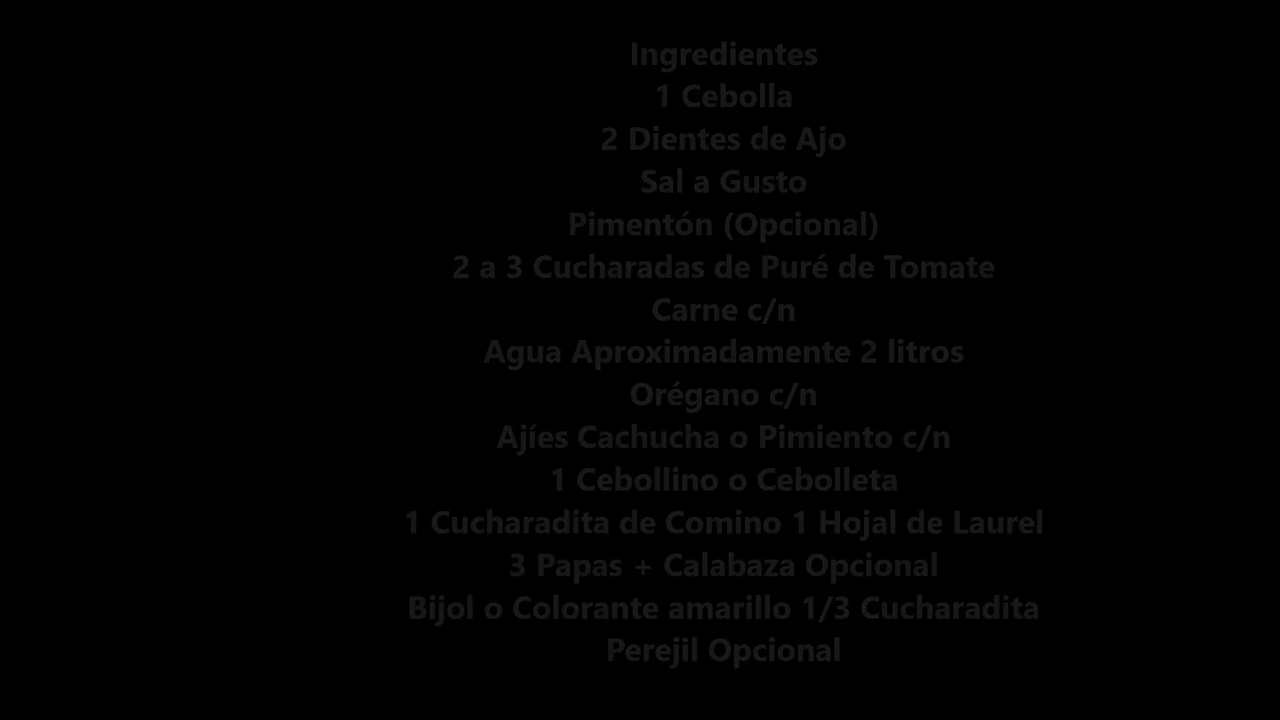 Ingredientes
1 Cebolla
2 Dientes de Ajo
Sal a Gusto
Pimentón (Opcional)
2 a 3 Cucharadas de Puré de Tomate
Carne c/n
Agua Aproximadamente 2 litros
Orégano c/n
Ajíes Cachucha o Pimiento c/n
1 Cebollino o Cebolleta
1 Cucharadita de Comino 1 Hojal de Laurel
3 Papas + Calabaza Opcional
Bijol o Colorante amarillo 1/3 Cucharadita
Perejil Opcional